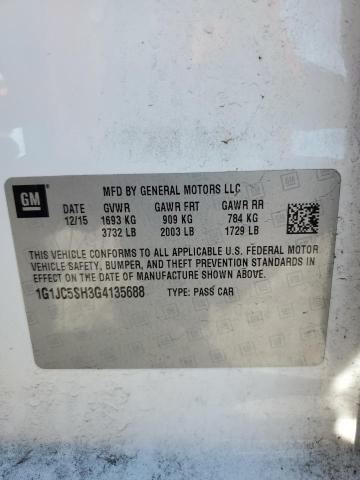 GM
MFD BY GENERAL MOTORS LLC
DATE GVWR GAWR FRT GAWR RR
12/15 1693 KG 909 KG 784 KG
3732 LB 2003 LB 1729 LB
THIS VEHICLE CONFORMS TO ALL APPLICABLE U.S. FEDERAL MOTOR
VEHICLE SAFETY, BUMPER, AND THEFT PREVENTION STANDARDS IN
EFFECT ON THE DATE OF MANUFACTURE SHOWN ABOVE.
1G1JC5SH3G4135688 TYPE: PASS CAR